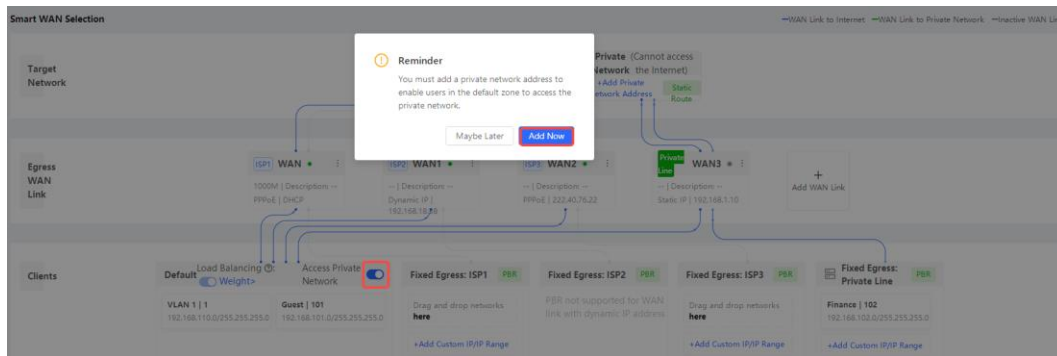 Smart WAN Selection
WAN Link to Internet WAN Link to Private Network Inactive WAN Li
Reminder
You must add a private network address to
enable users in the default zone to access the
private network.
Maybe Later Add Now
Target
Network
Private (Cannot access
Network the Internet)
+Add Private
Network Address
Static
Route
Egress
WAN
Link
ISP1 WAN
1000M | Description: --
PPPoE | DHCP
ISP2 WAN1
-- | Description: --
Dynamic IP |
ISP3 WAN2
-- | Description: --
PPPoE | 222.40.76.22
Private
Line
WAN3
-- | Description: --
Static IP | 192.168.1.10
+
Add WAN Link
Clients
Default
Load Balancing ?:
Weight>
Access Private
Network
VLAN 1 | 1
192.168.110.0/255.255.255.0
Guest | 101
192.168.101.0/255.255.255.0
Fixed Egress: ISP1 PBR
Drag and drop networks
here
+Add Custom IP/IP Range
Fixed Egress: ISP2 PBR
PBR not supported for WAN
link with dynamic IP address
Fixed Egress: ISP3 PBR
Drag and drop networks
here
+Add Custom IP/IP Range
Fixed Egress:
Private Line
PBR
Finance | 102
192.168.102.0/255.255.255.0
+Add Custom IP/IP Range